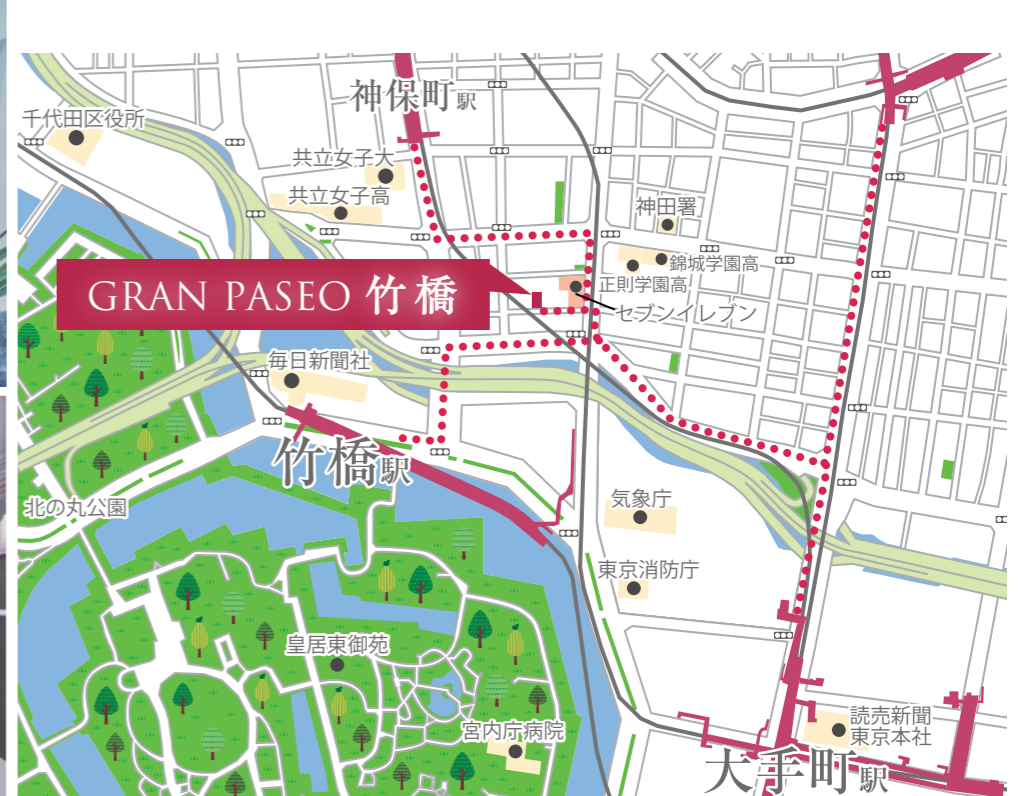 神保町駅
千代田区役所
共立女子大
共立女子高
神田署
錦城学園高
正則学園高
GRAN PASEO 竹橋
セブンイレブン
毎日新聞社
竹橋駅
北の丸公園
気象庁
東京消防庁
皇居東御苑
宮内庁病院
読売新聞
東京本社
大手町駅